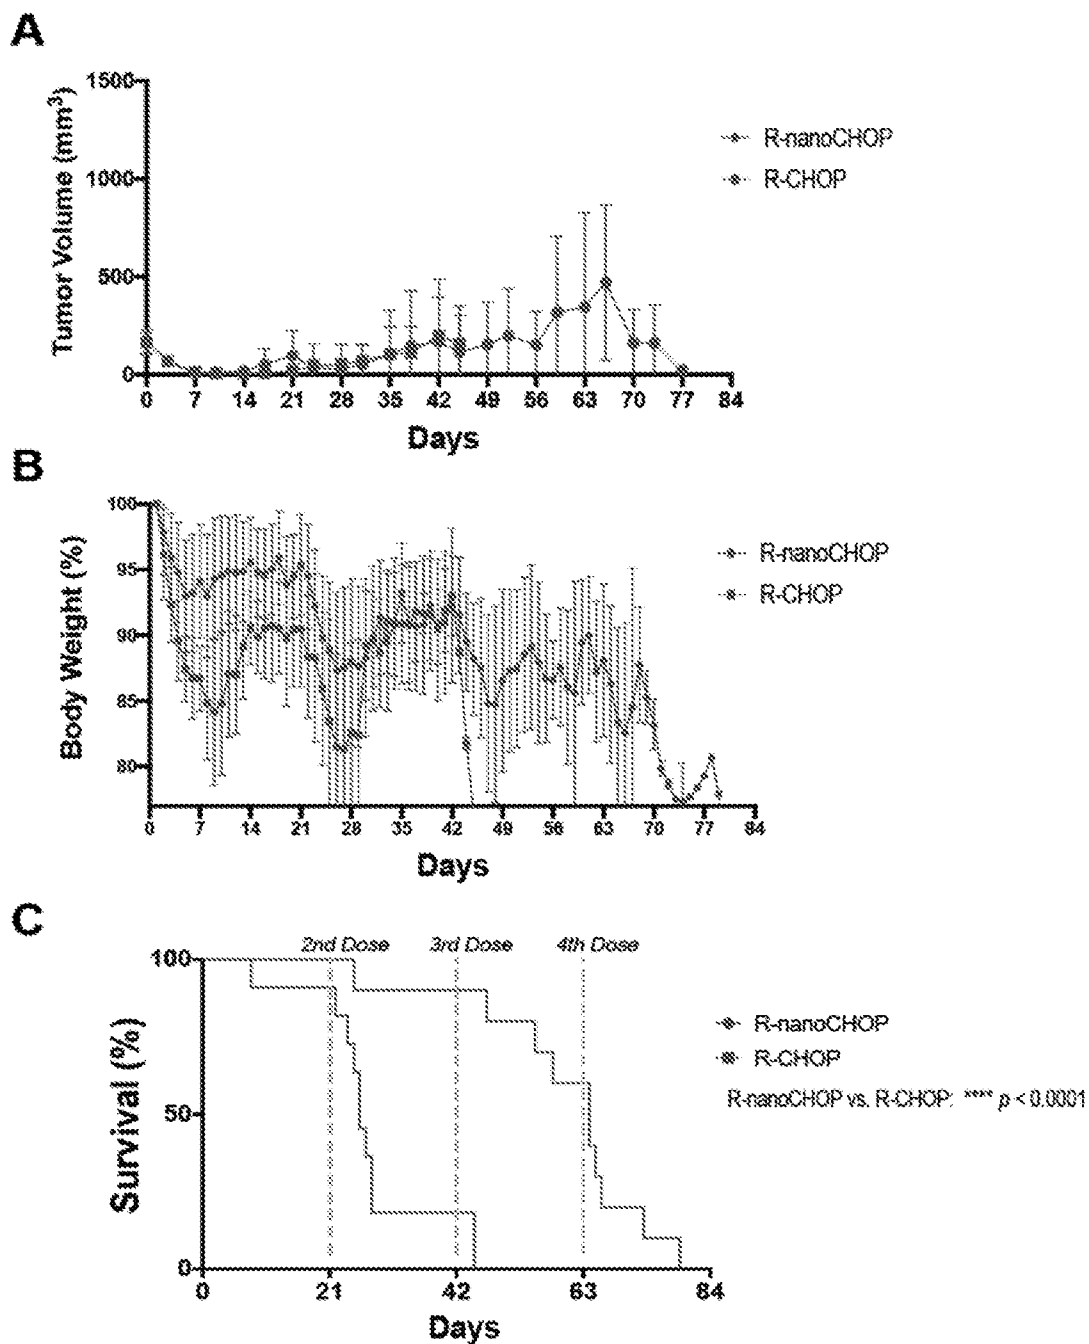 A
1500
1000
500
0
Tumor Volume (mm³)
R-nanoCHOP
R-CHOP
0 7 14 21 28 35 42 49 56 63 70 77 84
Days
B
100
95
90
85
80
Body Weight (%)
R-nanoCHOP
R-CHOP
0 7 14 21 28 35 42 49 56 63 70 77 84
Days
C
2nd Dose 3rd Dose 4th Dose
100
50
0
Survival (%)
R-nanoCHOP
R-CHOP
R-nanoCHOP vs. R-CHOP: **** p < 0.0001
0 21 42 63 84
Days